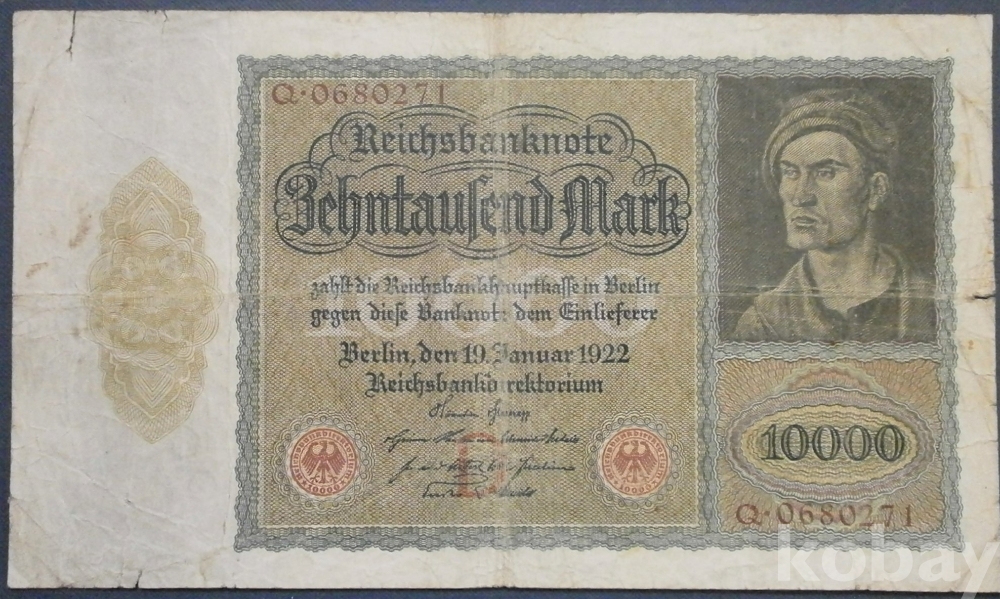 Q·0680271
Reichsbanknote
Zehntausend Mark
zahlt die Reichsbankhauptkasse in Berlin
gegen diese Banknote dem Einlieferer
Berlin, den 19. Januar 1922
Reichsbankdirektorium
10000
Q·0680271
kobay